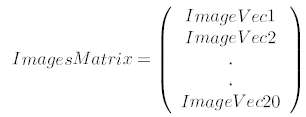 ImageVec1
ImageVec2
ImagesMatrix =
.
.
ImageVec20